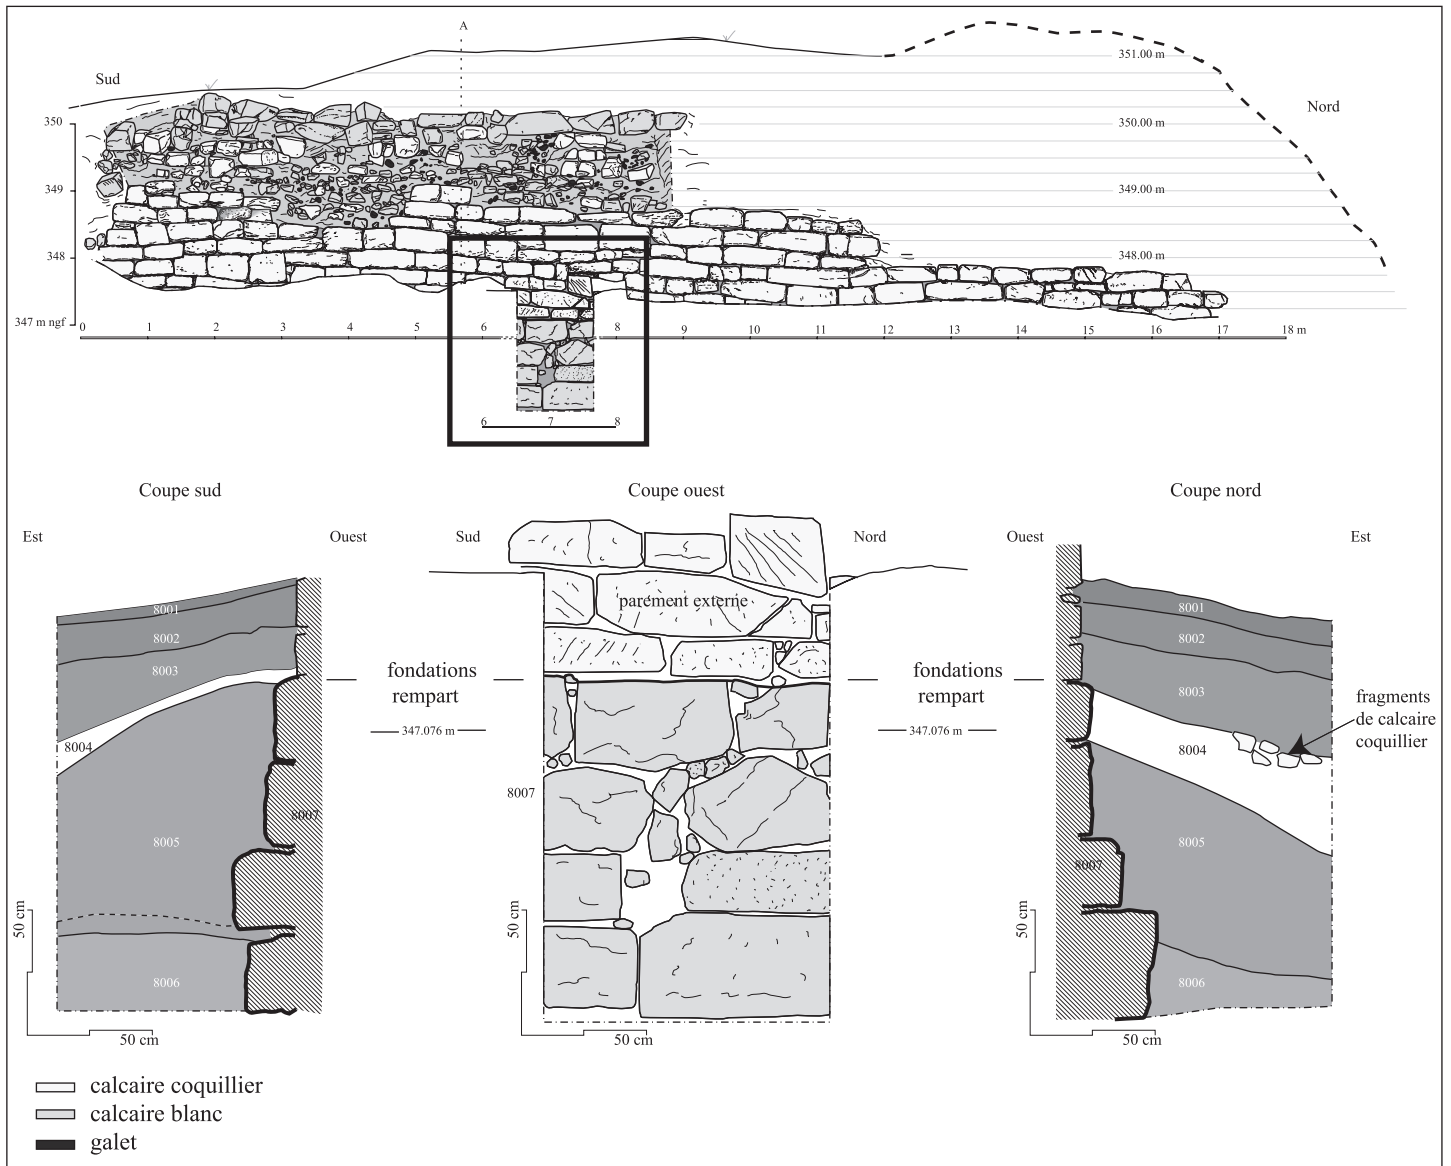 A
Sud
Nord
351.00 m
350.00 m
349.00 m
348.00 m
350
349
348
347 m ngf
0 1 2 3 4 5 6 8 9 10 11 12 13 14 15 16 17 18 m
6 7 8
Coupe sud
Coupe ouest
Coupe nord
Est
Ouest
Sud
Nord
Ouest
Est
8001
8002
8003
8004
8005
8006
8007
50 cm
50 cm
fondations
rempart
347.076 m
parement externe
8007
50 cm
50 cm
fondations
rempart
347.076 m
8001
8002
8003
8004
8005
8006
8007
fragments
de calcaire
coquillier
50 cm
50 cm
calcaire coquillier
calcaire blanc
galet